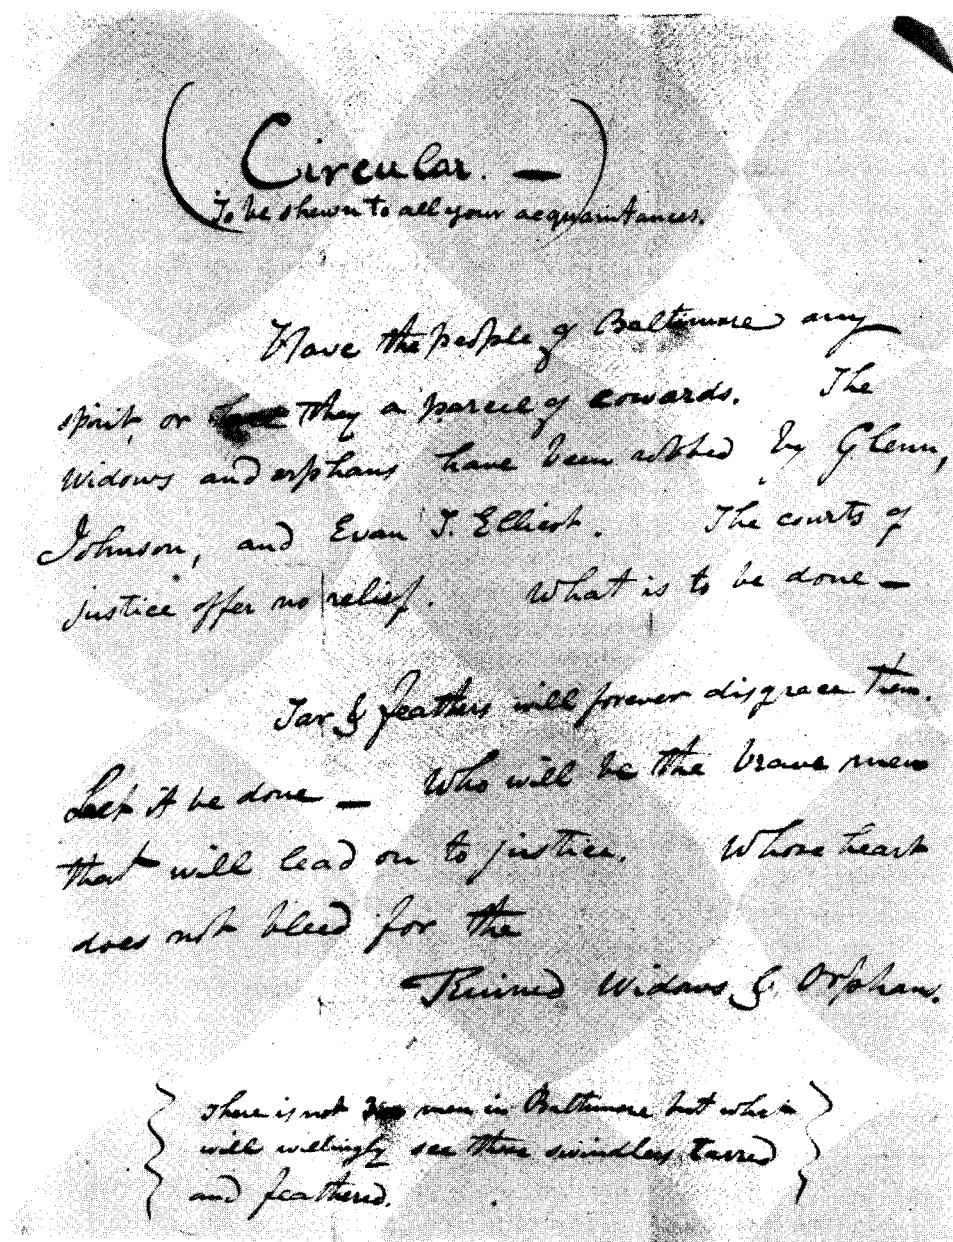 Circular. —
To be shewn to all your acquaintances.
Have the people of Baltimore any
spirit, or they a parcel of cowards. The
Widows and orphans have been robbed by Glenn,
Johnson, and Evan T. Elliost. The courts of
justice offer no relief. What is to be done —
Tar & feathers will forever disgrace them.
Let it be done — Who will be the brave men
that will lead on to justice. Whose heart
does not bleed for the
Ruined Widows & Orphans.
There is not men in Baltimore but what
will willingly see these swindlers tarred
and feathered.